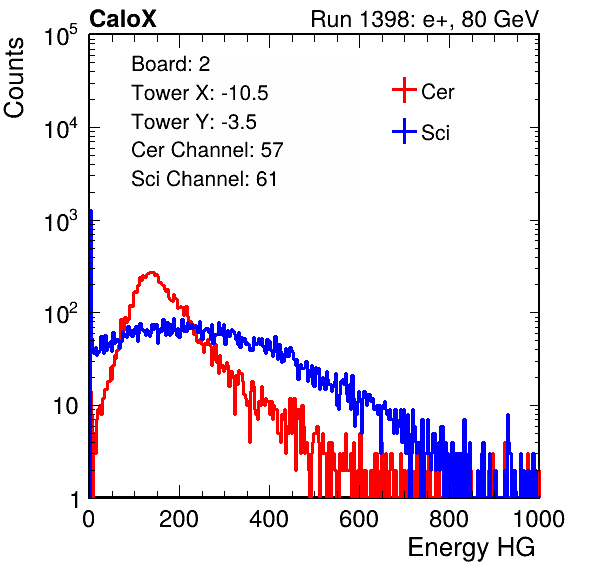 CaloX Run 1398: e+, 80 GeV
Counts
Board: 2
Tower X: -10.5
Tower Y: -3.5
Cer Channel: 57
Sci Channel: 61
Cer
Sci
10^5
10^4
10^3
10^2
10
1
0 200 400 600 800 1000
Energy HG